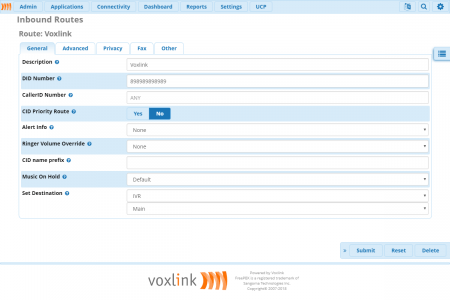 Admin Applications Connectivity Dashboard Reports Settings UCP
Inbound Routes
Route: Voxlink
General Advanced Privacy Fax Other
Description Voxlink
DID Number 898989898989
CallerID Number ANY
CID Priority Route Yes No
Alert Info None
Ringer Volume Override None
CID name prefix
Music On Hold Default
Set Destination IVR
Main
» Submit Reset Delete
voxlink
Powered by Voxlink
FreePBX is a registered trademark of
Sangoma Technologies Inc.
Copyright© 2007-2018